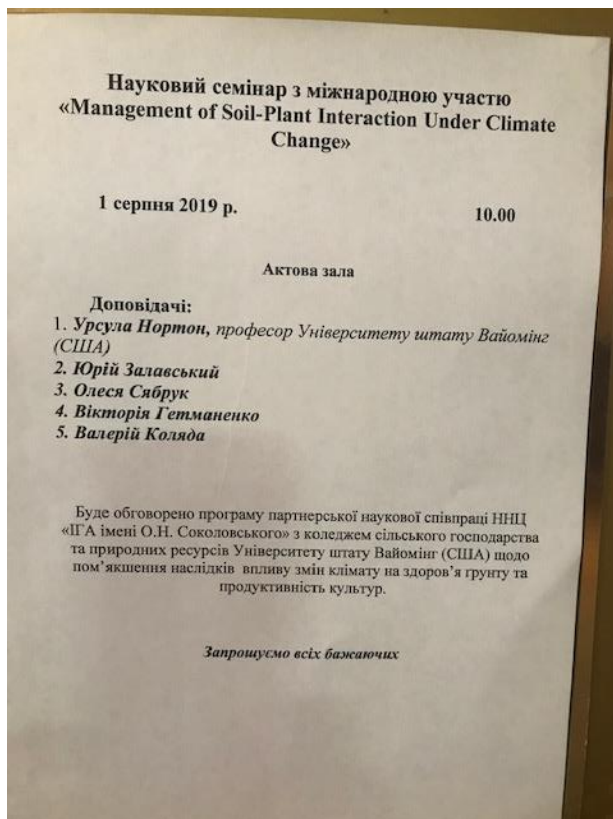 Науковий семінар з міжнародною участю
«Management of Soil-Plant Interaction Under Climate
Change»
1 серпня 2019 р. 10.00
Актова зала
Доповідачі:
1. Урсула Нортон, професор Університету штату Вайомінг
(США)
2. Юрій Залавський
3. Олеся Сябрук
4. Вікторія Гетманенко
5. Валерій Коляда
Буде обговорено програму партнерської наукової співпраці ННЦ
«ІГА імені О.Н. Соколовського» з коледжем сільського господарства
та природних ресурсів Університету штату Вайомінг (США) щодо
пом’якшення наслідків впливу змін клімату на здоров’я ґрунту та
продуктивність культур.
Запрошуємо всіх бажаючих